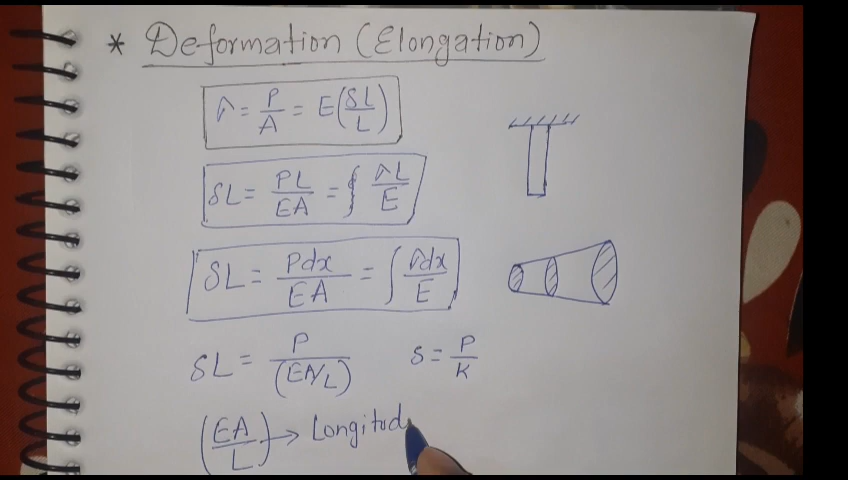 * Deformation (Elongation)
σ = P/A = E(δL/L)
δL = PL/EA = ∫ σL/E
δL = Pdx/EA = ∫ σdx/E
δL = P/(EA/L) δ = P/K
(EA/L) → Longitud